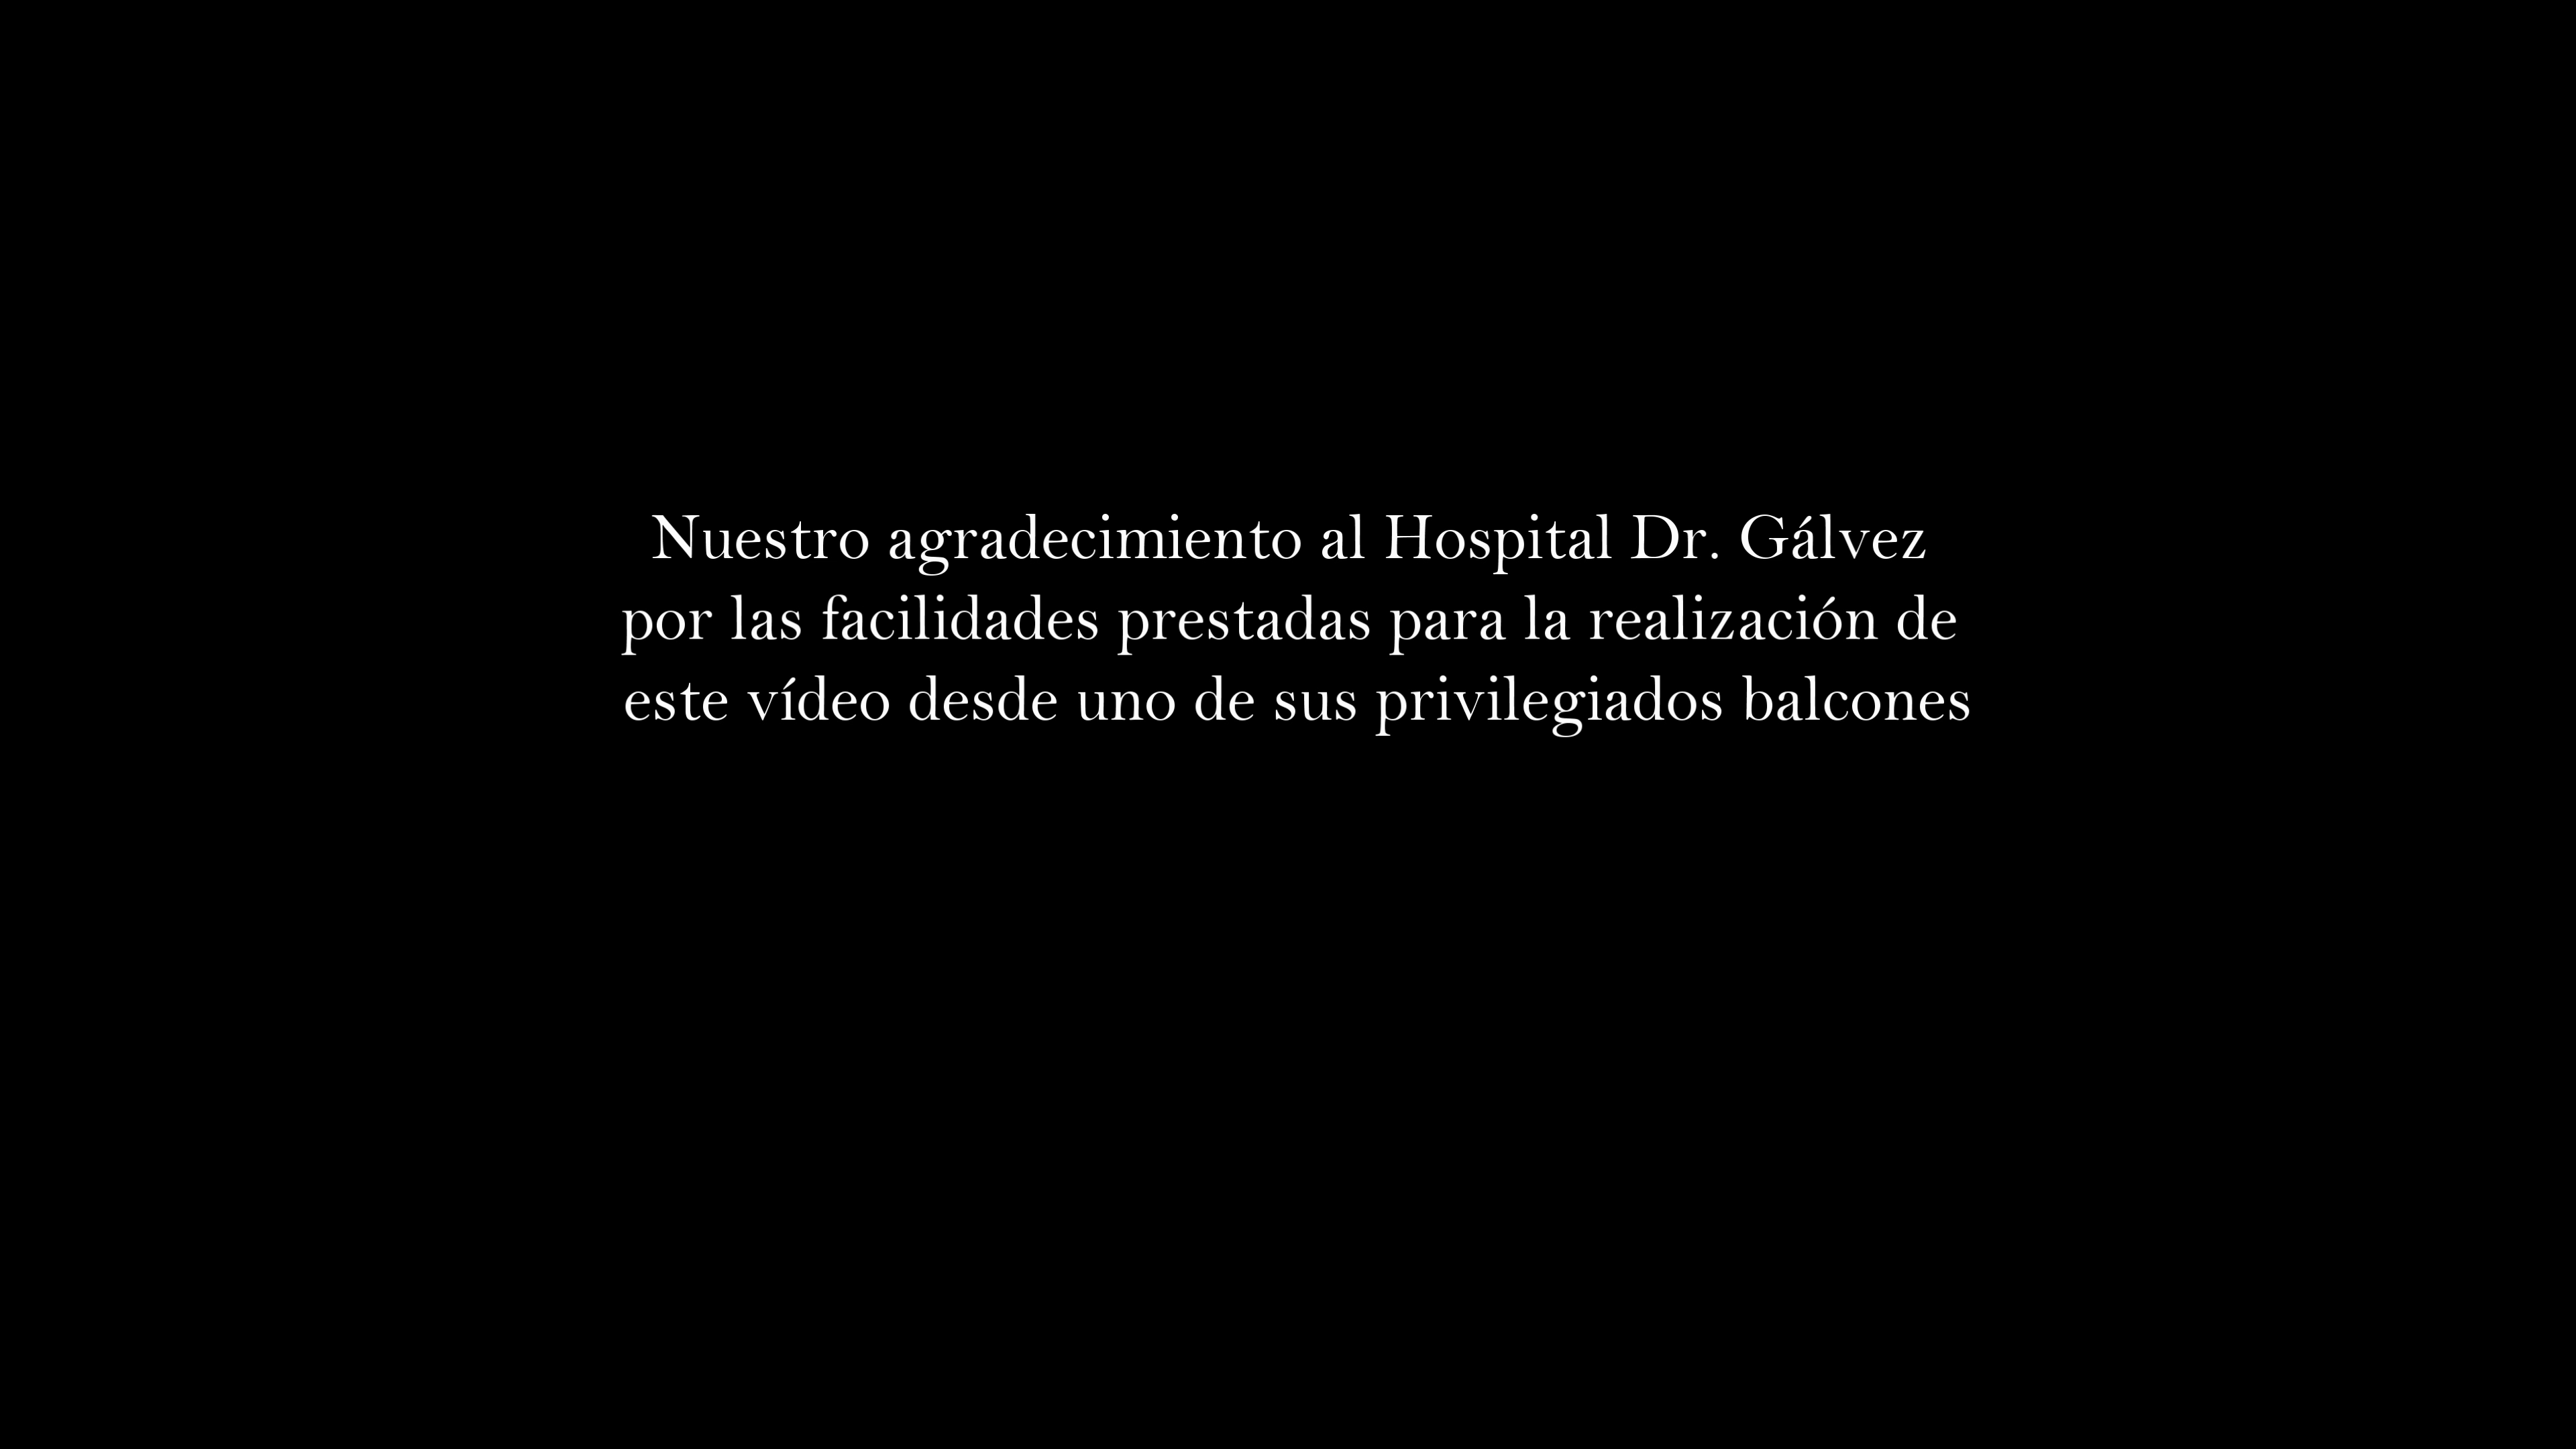 Nuestro agradecimiento al Hospital Dr. Gálvez
por las facilidades prestadas para la realización de
este vídeo desde uno de sus privilegiados balcones